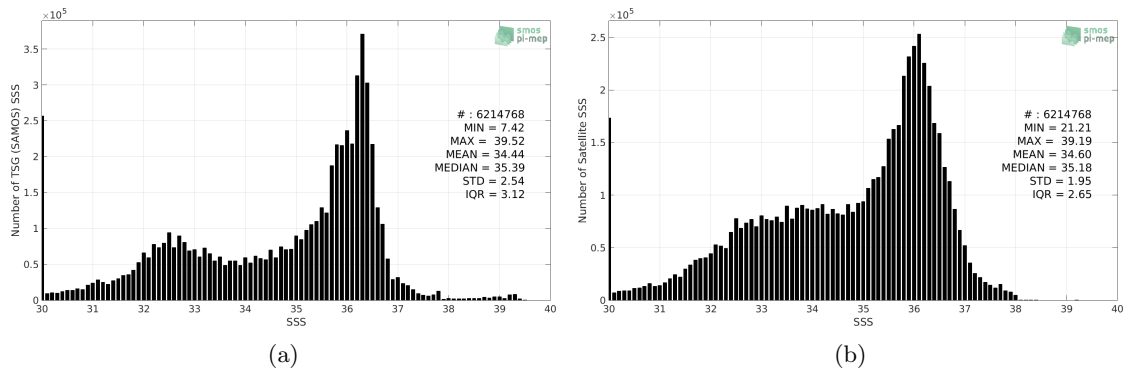 ×10⁵
smos
pi-mep
Number of TSG (SAMOS) SSS
3.5
3
2.5
2
1.5
1
0.5
0
# : 6214768
MIN = 7.42
MAX = 39.52
MEAN = 34.44
MEDIAN = 35.39
STD = 2.54
IQR = 3.12
30 31 32 33 34 35 36 37 38 39 40
SSS
(a)
×10⁵
smos
pi-mep
Number of Satellite SSS
2.5
2
1.5
1
0.5
0
# : 6214768
MIN = 21.21
MAX = 39.19
MEAN = 34.60
MEDIAN = 35.18
STD = 1.95
IQR = 2.65
30 31 32 33 34 35 36 37 38 39 40
SSS
(b)